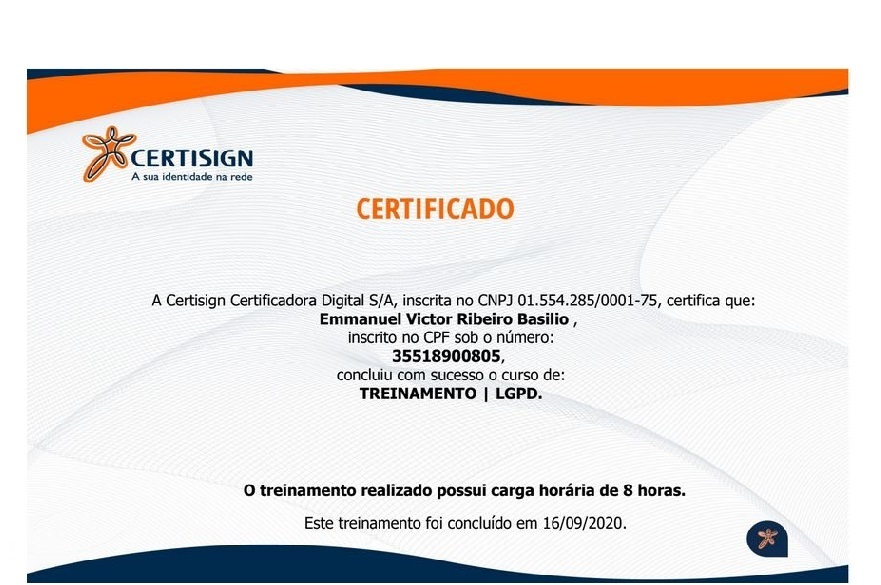 CERTISIGN
A sua identidade na rede
CERTIFICADO
A Certisign Certificadora Digital S/A, inscrita no CNPJ 01.554.285/0001-75, certifica que:
Emmanuel Victor Ribeiro Basilio ,
inscrito no CPF sob o número:
35518900805,
concluiu com sucesso o curso de:
TREINAMENTO | LGPD.
O treinamento realizado possui carga horária de 8 horas.
Este treinamento foi concluído em 16/09/2020.